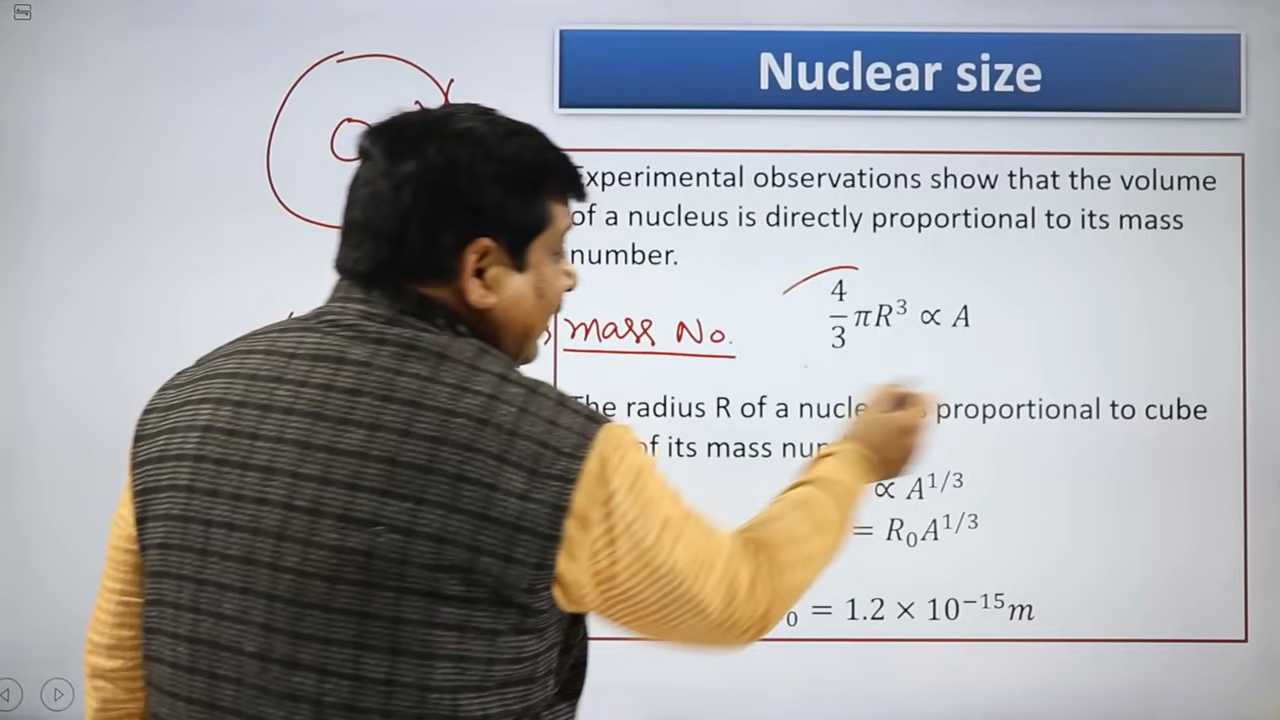 Nuclear size
Experimental observations show that the volume
of a nucleus is directly proportional to its mass
number.
mass No.
4/3 πR³ ∝ A
The radius R of a proportional to cube
of its mass
∝ A^{1/3}
= R₀A^{1/3}
₀ = 1.2 × 10⁻¹⁵m